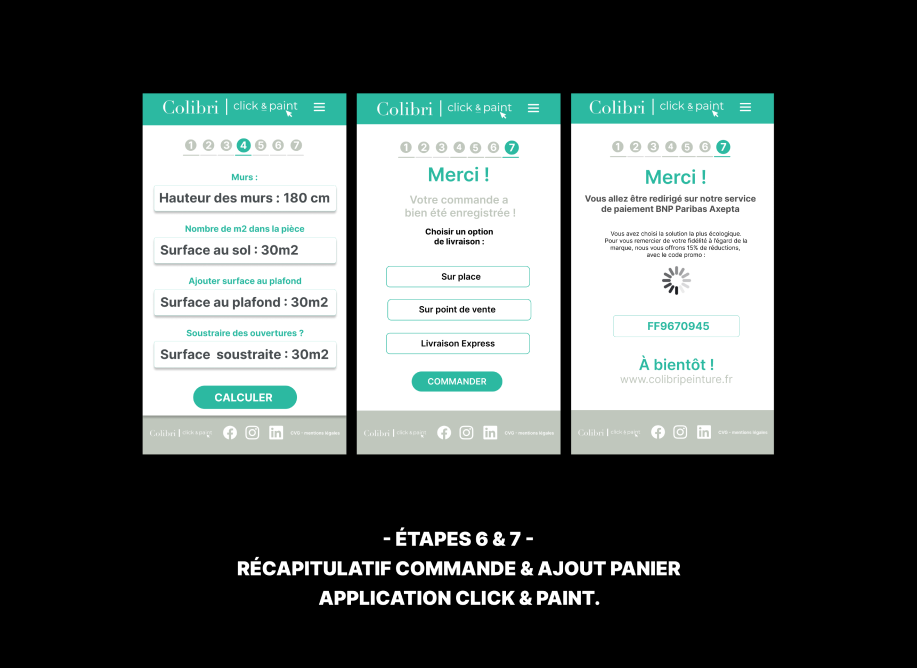 Colibri | click & paint
1 2 3 4 5 6 7
Murs :
Hauteur des murs : 180 cm
Nombre de m2 dans la pièce
Surface au sol : 30m2
Ajouter surface au plafond
Surface au plafond : 30m2
Soustraire des ouvertures ?
Surface soustraite : 30m2
CALCULER
Colibri | click & paint
CVG - mentions légales
Colibri | click & paint
1 2 3 4 5 6 7
Merci !
Votre commande a
bien été enregistrée !
Choisir un option
de livraison :
Sur place
Sur point de vente
Livraison Express
COMMANDER
Colibri | click & paint
CVG - mentions légales
Colibri | click & paint
1 2 3 4 5 6 7
Merci !
Vous allez être redirigé sur notre service
de paiement BNP Paribas Axepta
Vous avez choisi la solution la plus écologique.
Pour vous remercier de votre fidélité à l'égard de la
marque, nous vous offrons 15% de réductions,
avec le code promo :
FF9670945
À bientôt !
www.colibripeinture.fr
Colibri | click & paint
CVG - mentions légales
- ÉTAPES 6 & 7 -
RÉCAPITULATIF COMMANDE & AJOUT PANIER
APPLICATION CLICK & PAINT.